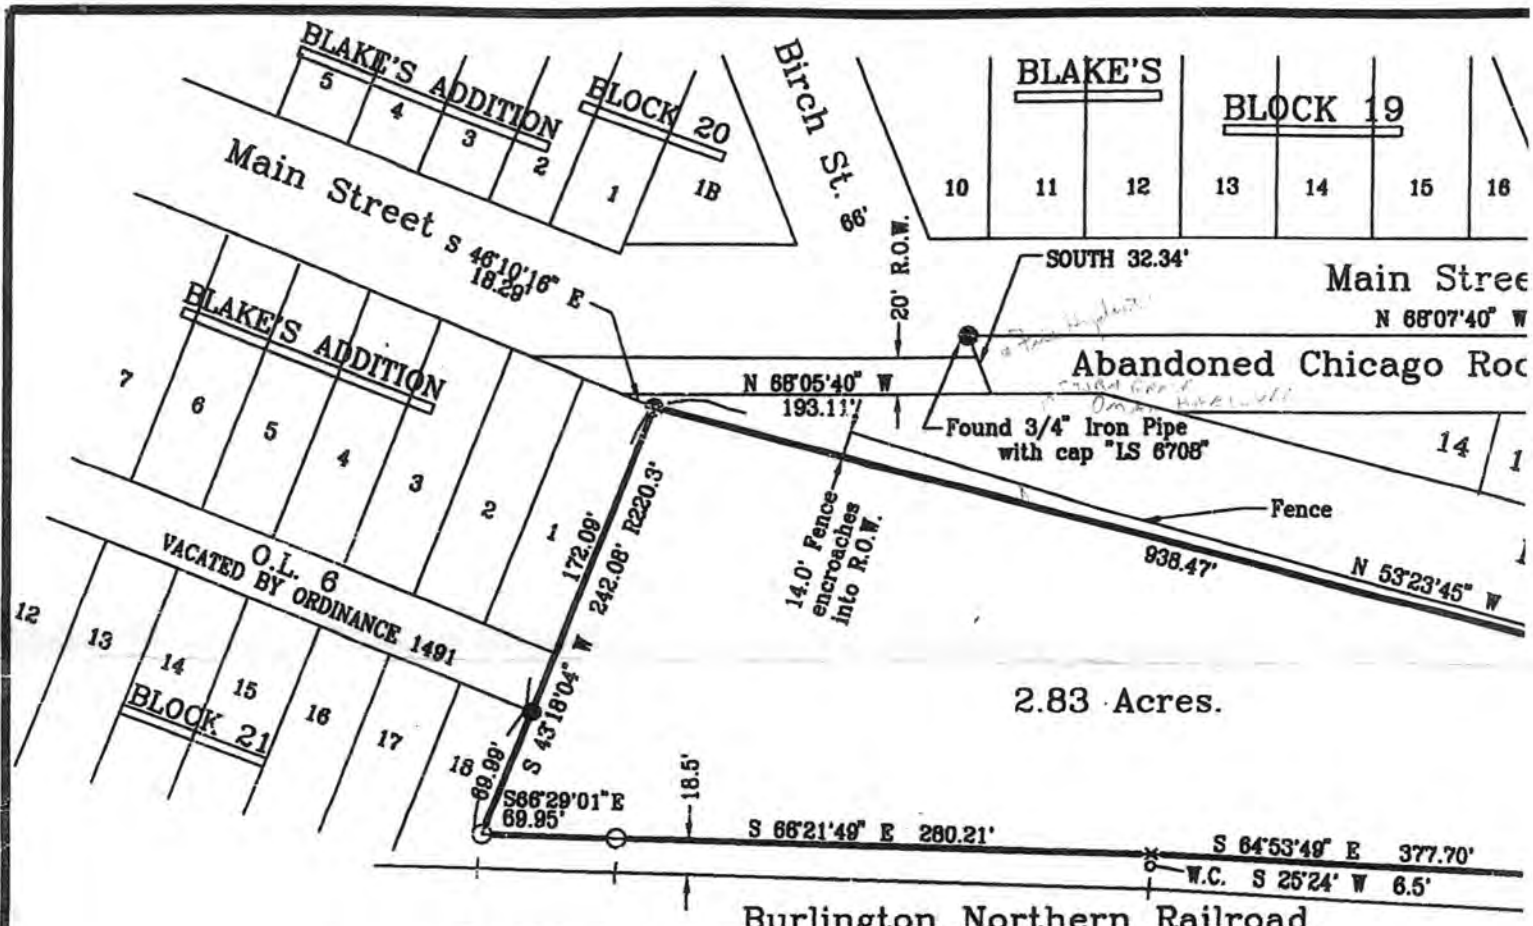 BLAKE'S ADDITION
BLOCK 20
5
4
3
2
1
1B
Birch St.
66'
BLAKE'S
BLOCK 19
10
11
12
13
14
15
16
Main Street
S 46°10'16" E
18.29'
20' R.O.W.
SOUTH 32.34'
Main Stree
N 68°07'40" W
Abandoned Chicago Roc
N 68°05'40" W
193.11'
Found 3/4" Iron Pipe
with cap "LS 6708"
14
1
1
BLAKE'S ADDITION
7
6
5
4
3
2
1
172.09'
242.08' R220.3'
S 43°18'04" W
69.99'
14.0' Fence
encroaches
into R.O.W.
Fence
938.47'
N 53°23'45" W
O.L. 6
VACATED BY ORDINANCE 1491
12
13
14
15
16
17
18
BLOCK 21
2.83 Acres.
S66°29'01"E
69.95'
18.5'
S 66°21'49" E 280.21'
S 64°53'49" E 377.70'
W.C. S 25°24' W 6.5'
Burlington Northern Railroad